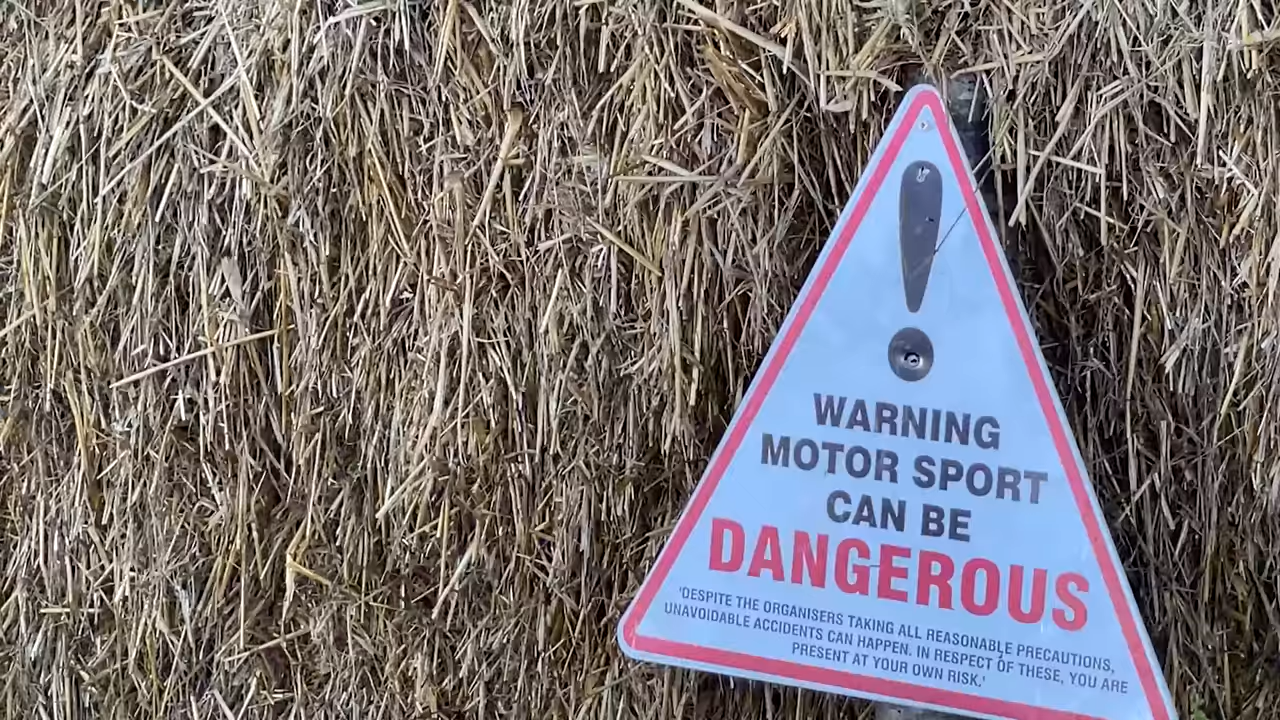 !
WARNING
MOTOR SPORT
CAN BE
DANGEROUS
'DESPITE THE ORGANISERS TAKING ALL REASONABLE PRECAUTIONS,
UNAVOIDABLE ACCIDENTS CAN HAPPEN. IN RESPECT OF THESE, YOU ARE
PRESENT AT YOUR OWN RISK.'